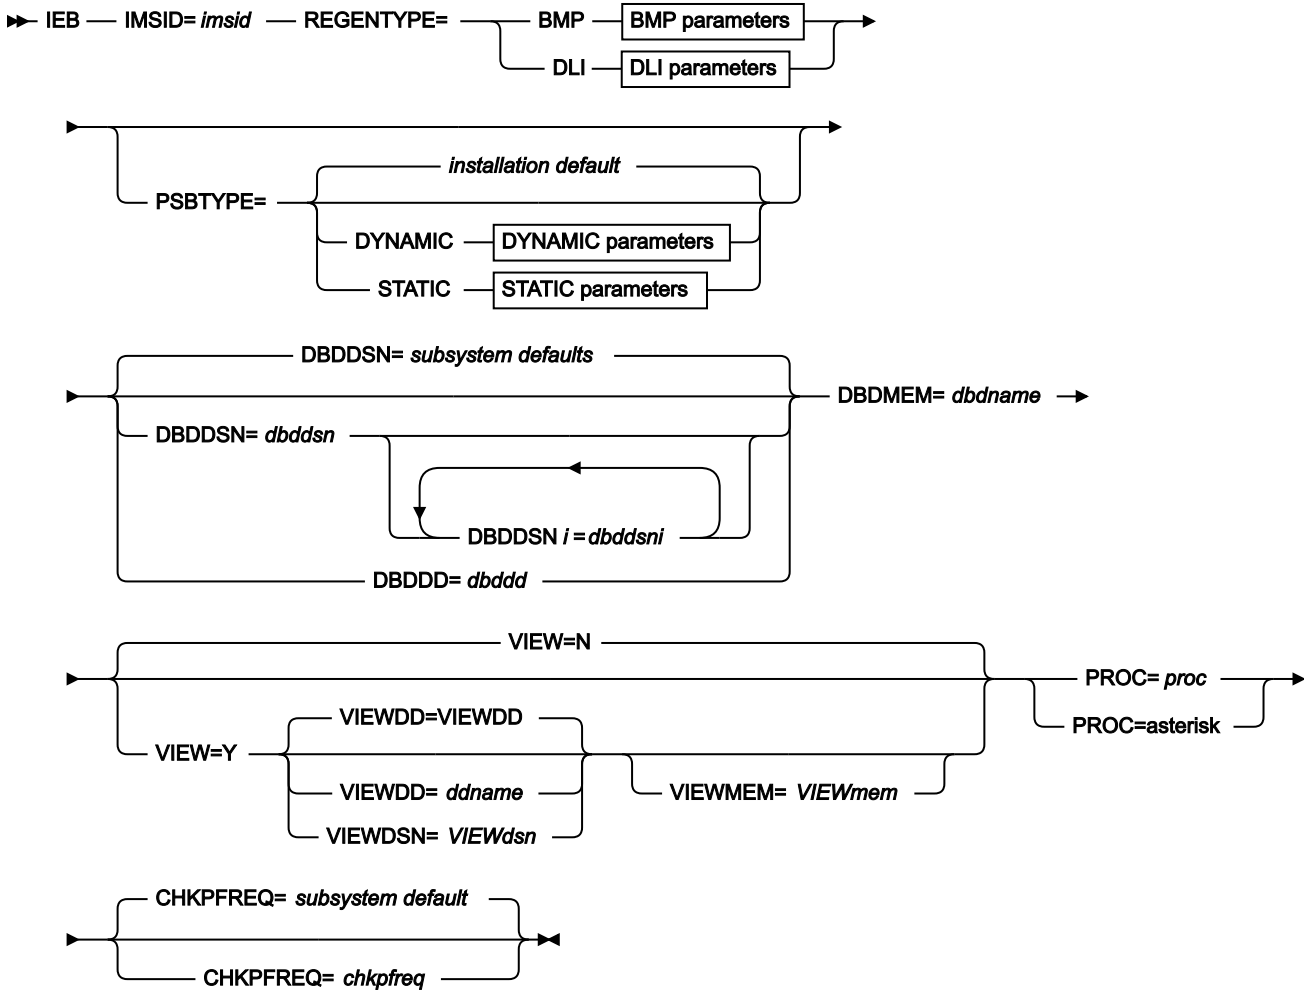 IEB IMSID= imsid REGENTYPE= BMP BMP parameters
DLI DLI parameters
installation default
PSBTYPE=
DYNAMIC DYNAMIC parameters
STATIC STATIC parameters
DBDDSN= subsystem defaults
DBDMEM= dbdname
DBDDSN= dbddsn
DBDDSN i =dbddsni
DBDDD= dbddd
VIEW=N
PROC= proc
VIEWDD=VIEWDD
PROC=asterisk
VIEW=Y
VIEWDD= ddname
VIEWMEM= VIEWmem
VIEWDSN= VIEWdsn
CHKPFREQ= subsystem default
CHKPFREQ= chkpfreq